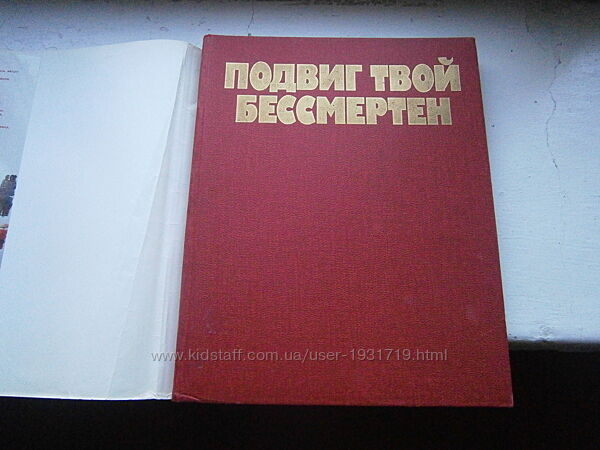 ПОДВИГ ТВОЙ
БЕССМЕРТЕН
www.kidstaff.com.ua/user-1931719.html